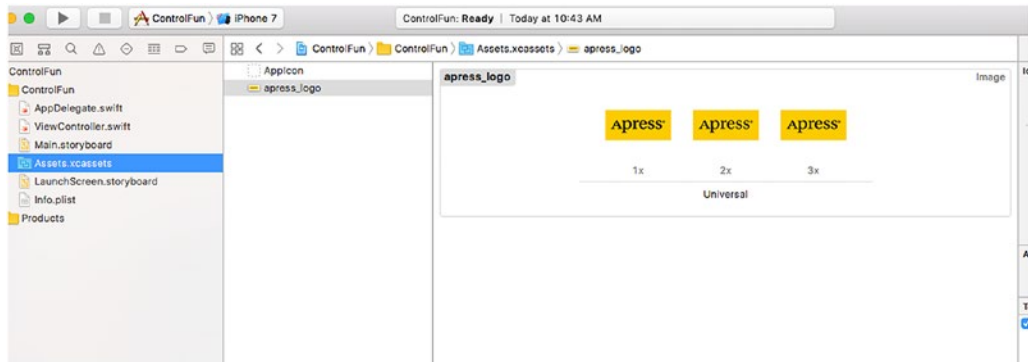 ControlFun iPhone 7 ControlFun: Ready | Today at 10:43 AM
ControlFun ControlFun Assets.xcassets apress_logo
ControlFun
ControlFun
AppDelegate.swift
ViewController.swift
Main.storyboard
Assets.xcassets
LaunchScreen.storyboard
Info.plist
Products
AppIcon
apress_logo
apress_logo Image
Apress® Apress® Apress®
1x 2x 3x
Universal